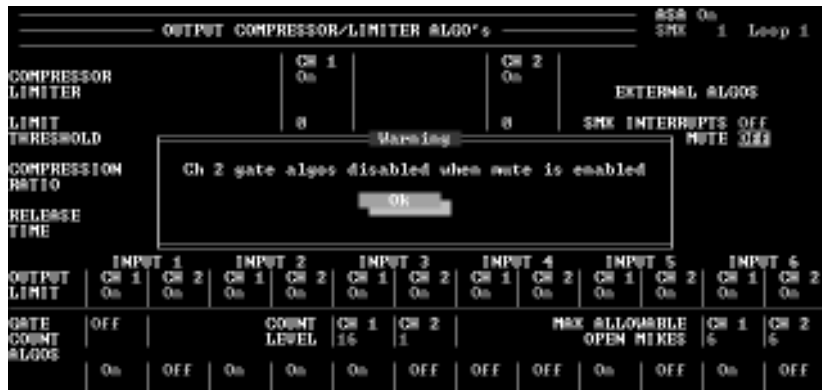 ASA On
OUTPUT COMPRESSOR/LIMITER ALGO's
SMX 1 Loop 1
CH 1 CH 2
COMPRESSOR On On
LIMITER EXTERNAL ALGOS
LIMIT 0 0 SMX INTERRUPTS OFF
THRESHOLD Warning MUTE Off
COMPRESSION Ch 2 gate algos disabled when mute is enabled
RATIO
Ok
RELEASE
TIME
INPUT 1 INPUT 2 INPUT 3 INPUT 4 INPUT 5 INPUT 6
OUTPUT CH 1 CH 2 CH 1 CH 2 CH 1 CH 2 CH 1 CH 2 CH 1 CH 2 CH 1 CH 2
LIMIT On On On On On On On On On On On On
GATE OFF COUNT CH 1 CH 2 MAX ALLOWABLE CH 1 CH 2
COUNT LEVEL 16 1 OPEN MIKES 6 6
ALGOS
On Off On On On Off On Off On Off On Off